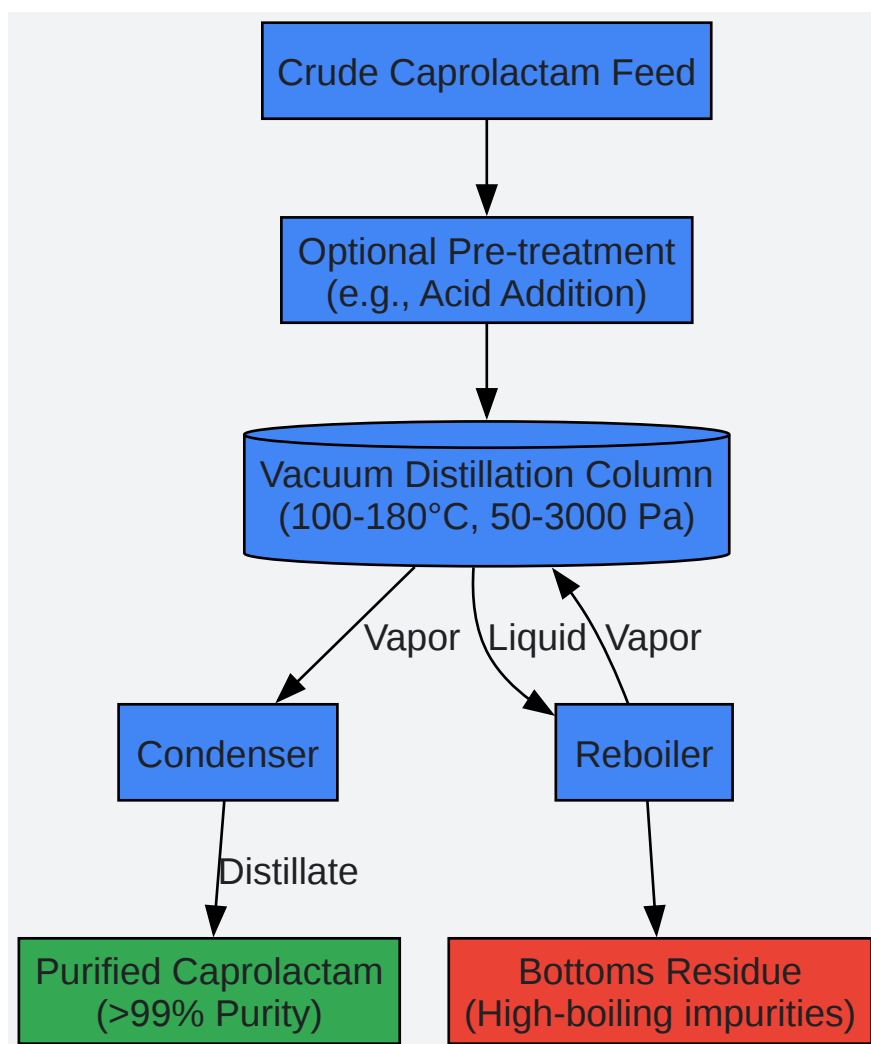 Crude Caprolactam Feed
Optional Pre-treatment
(e.g., Acid Addition)
Vacuum Distillation Column
(100-180°C, 50-3000 Pa)
Vapor
Liquid
Vapor
Condenser
Reboiler
Distillate
Purified Caprolactam
(>99% Purity)
Bottoms Residue
(High-boiling impurities)